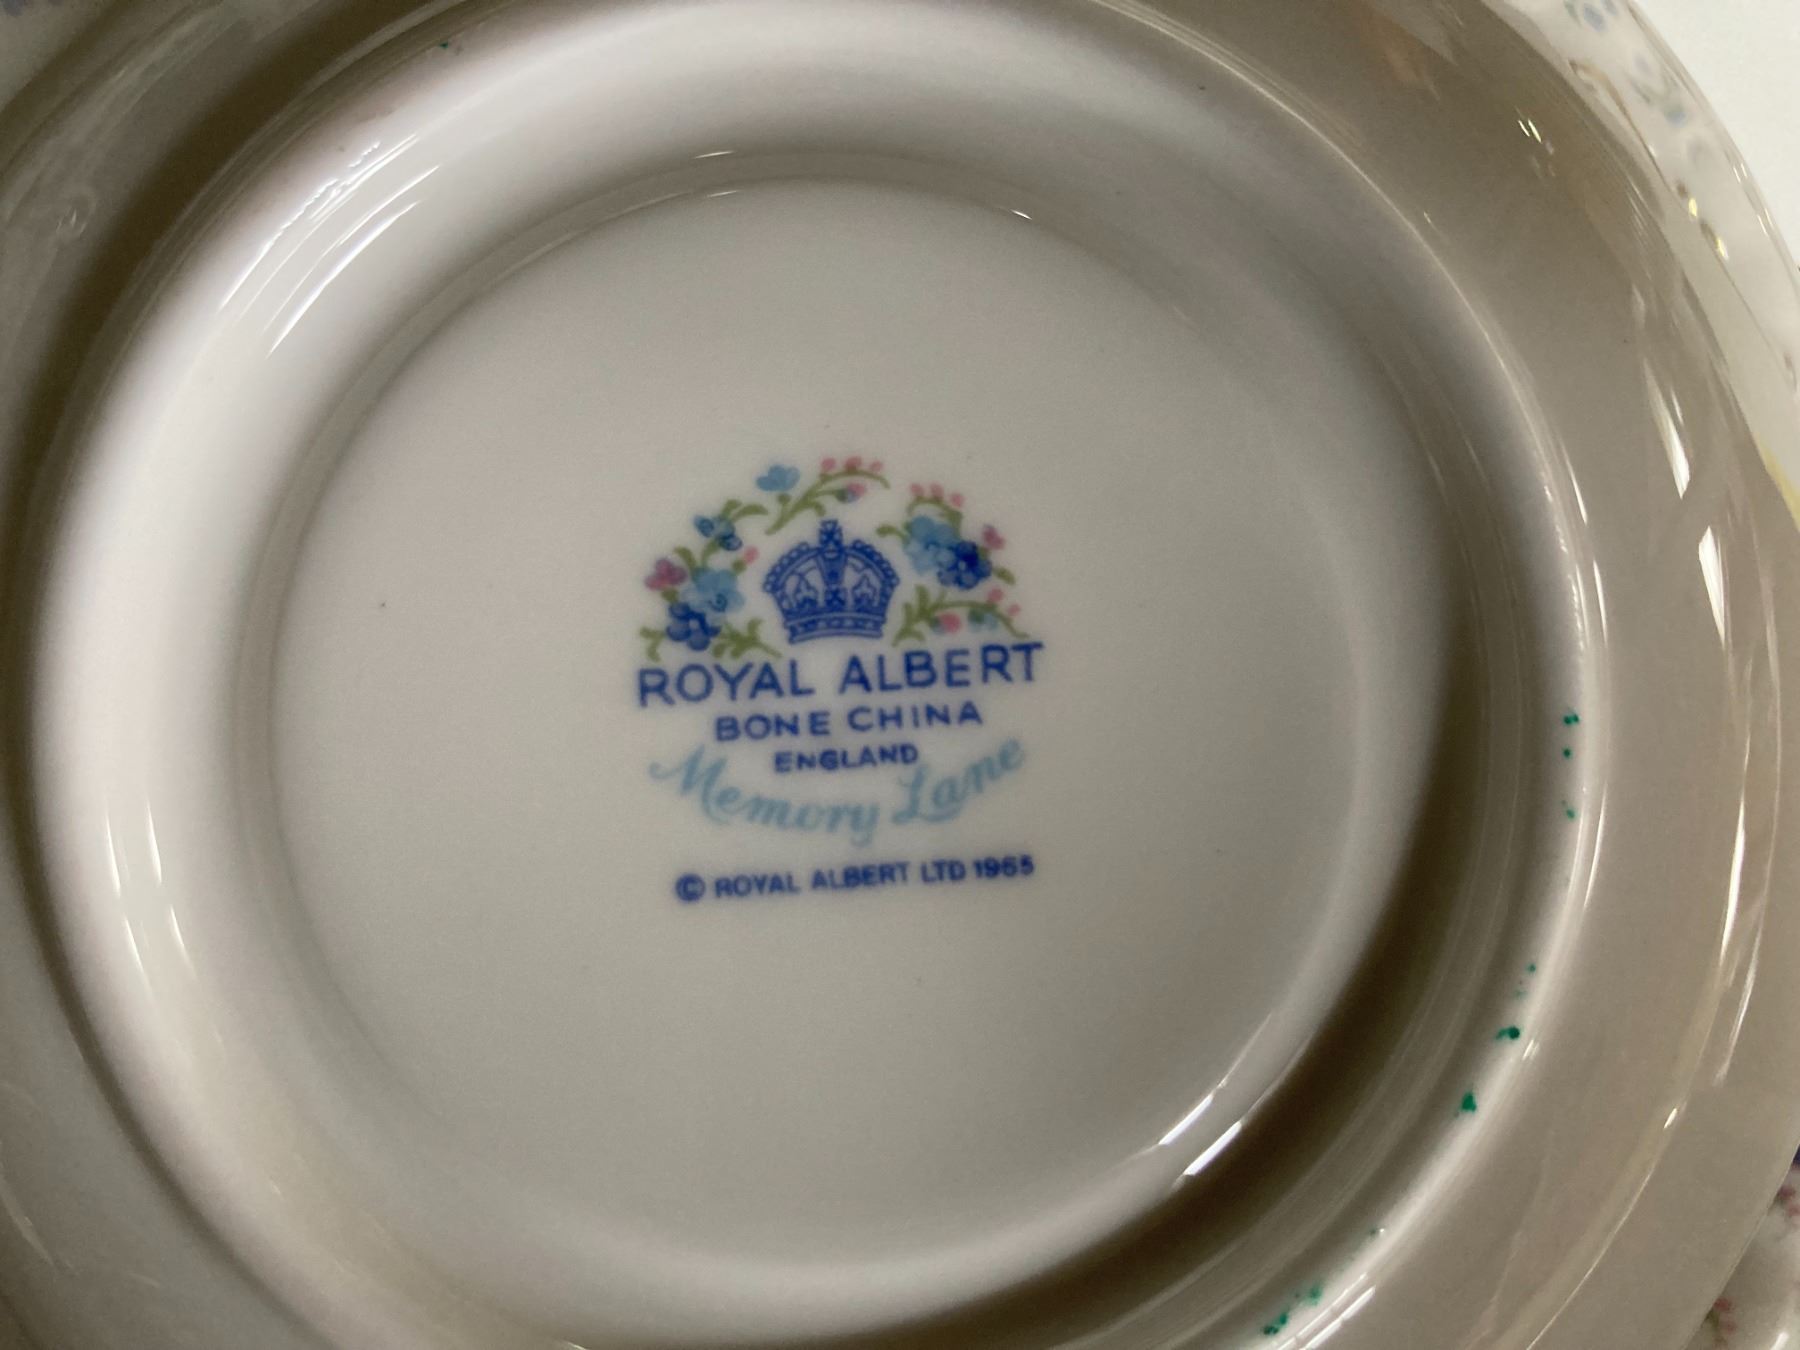 ROYAL ALBERT
BONE CHINA
ENGLAND
Memory Lane
© ROYAL ALBERT LTD 1965